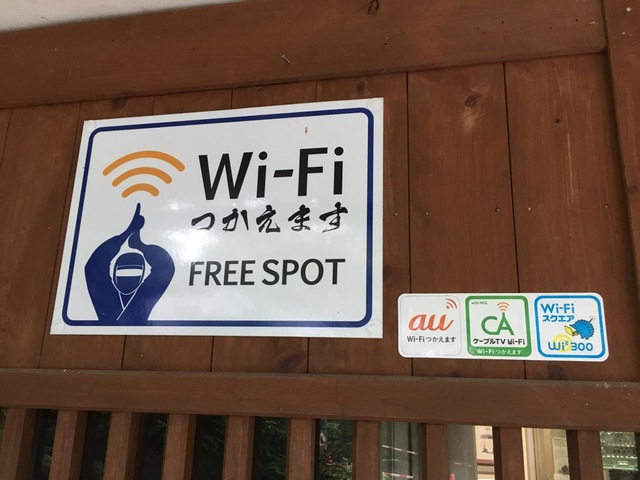 Wi-Fi
つかえます
FREE SPOT
au
Wi-Fiつかえます
CA
ケーブルTV Wi-Fi
Wi-Fiつかえます
Wi-Fi
スクエア
Wi2 300